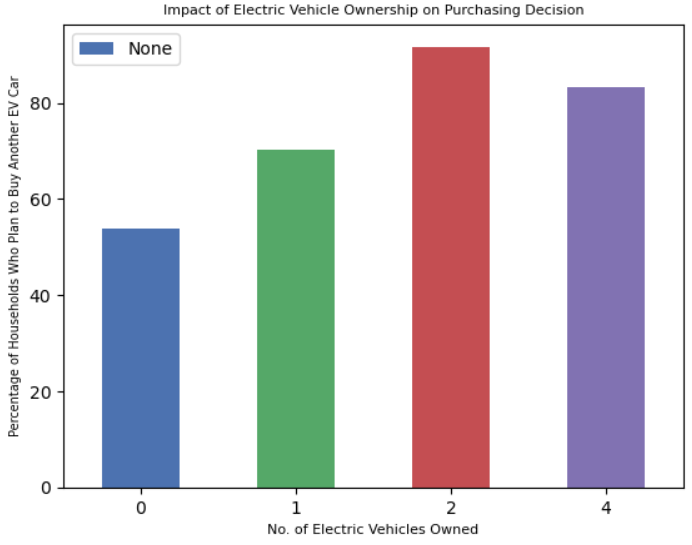 Impact of Electric Vehicle Ownership on Purchasing Decision
None
Percentage of Households Who Plan to Buy Another EV Car
80
60
40
20
0
0 1 2 4
No. of Electric Vehicles Owned